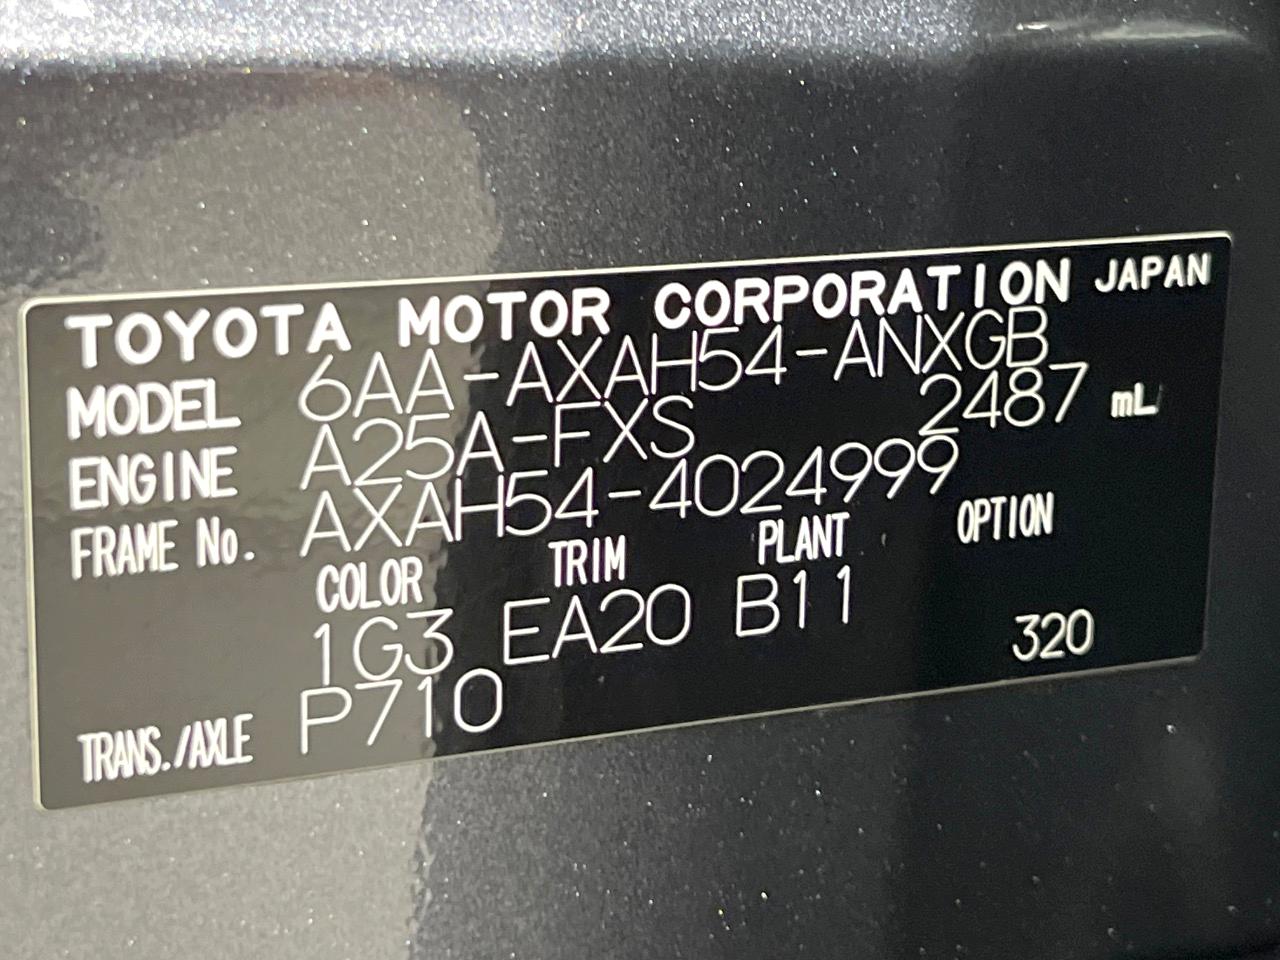 TOYOTA MOTOR CORPORATION JAPAN
MODEL 6AA-AXAH54-ANXGB
ENGINE A25A-FXS 2487 mL
FRAME No. AXAH54-4024999
COLOR TRIM PLANT OPTION
1G3 EA20 B11
TRANS./AXLE P710 320